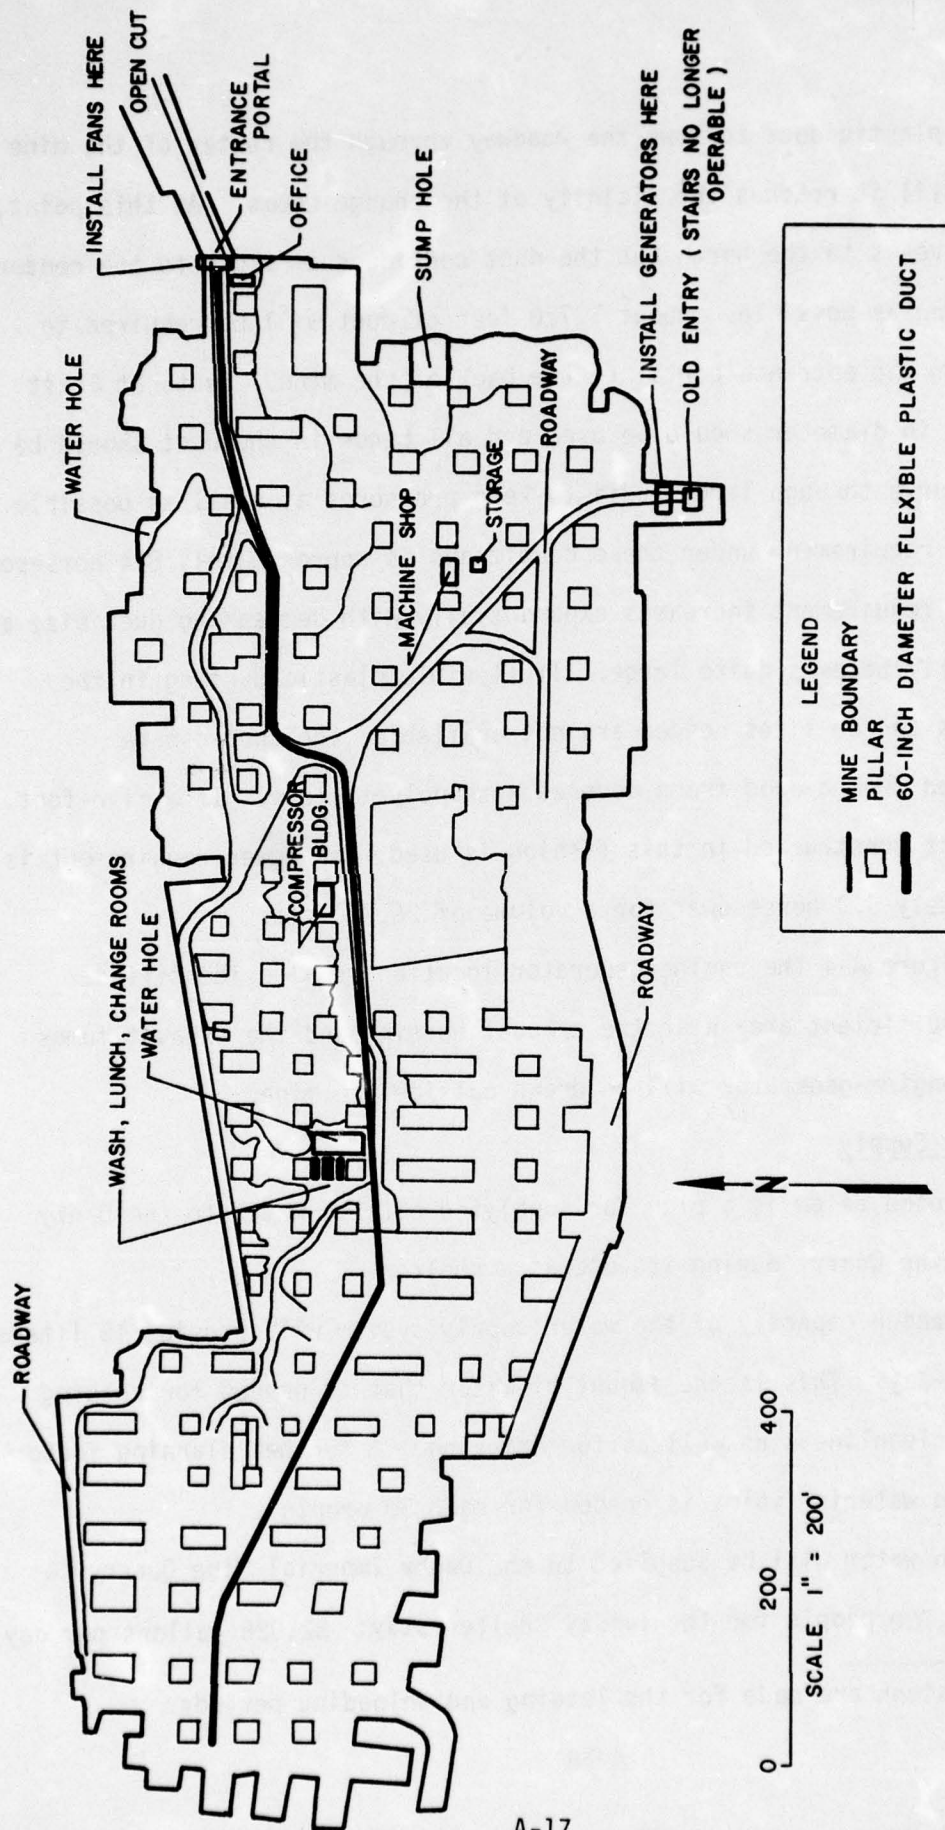 INSTALL FANS HERE
OPEN CUT
ENTRANCE
PORTAL
OFFICE
WATER HOLE
SUMP HOLE
ROADWAY
INSTALL GENERATORS HERE
OLD ENTRY (STAIRS NO LONGER
OPERABLE )
STORAGE
MACHINE SHOP
COMPRESSOR
BLDG.
WASH, LUNCH, CHANGE ROOMS
WATER HOLE
ROADWAY
ROADWAY
N
LEGEND
MINE BOUNDARY
PILLAR
60-INCH DIAMETER FLEXIBLE PLASTIC DUCT
0 200 400
SCALE 1" = 200'
A-17